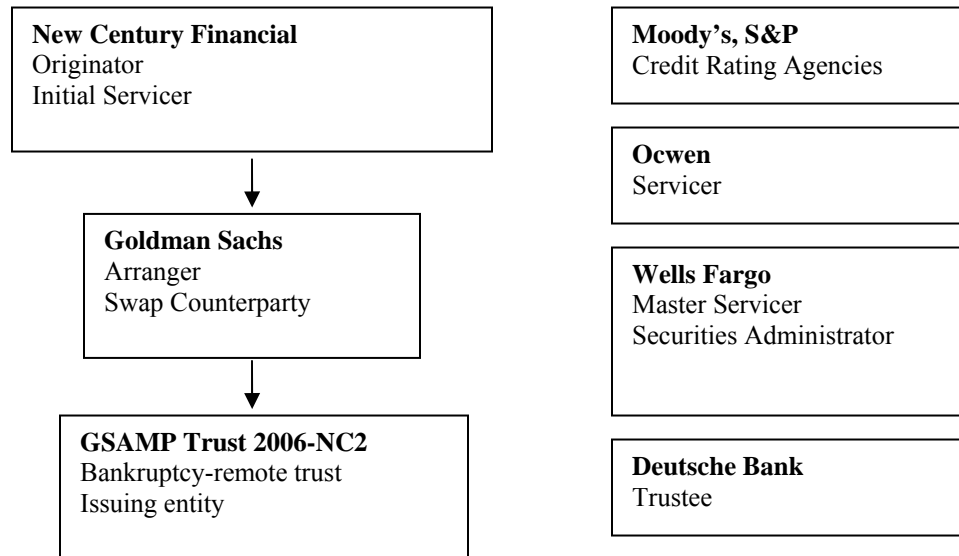 New Century Financial
Originator
Initial Servicer
Goldman Sachs
Arranger
Swap Counterparty
GSAMP Trust 2006-NC2
Bankruptcy-remote trust
Issuing entity
Moody’s, S&P
Credit Rating Agencies
Ocwen
Servicer
Wells Fargo
Master Servicer
Securities Administrator
Deutsche Bank
Trustee